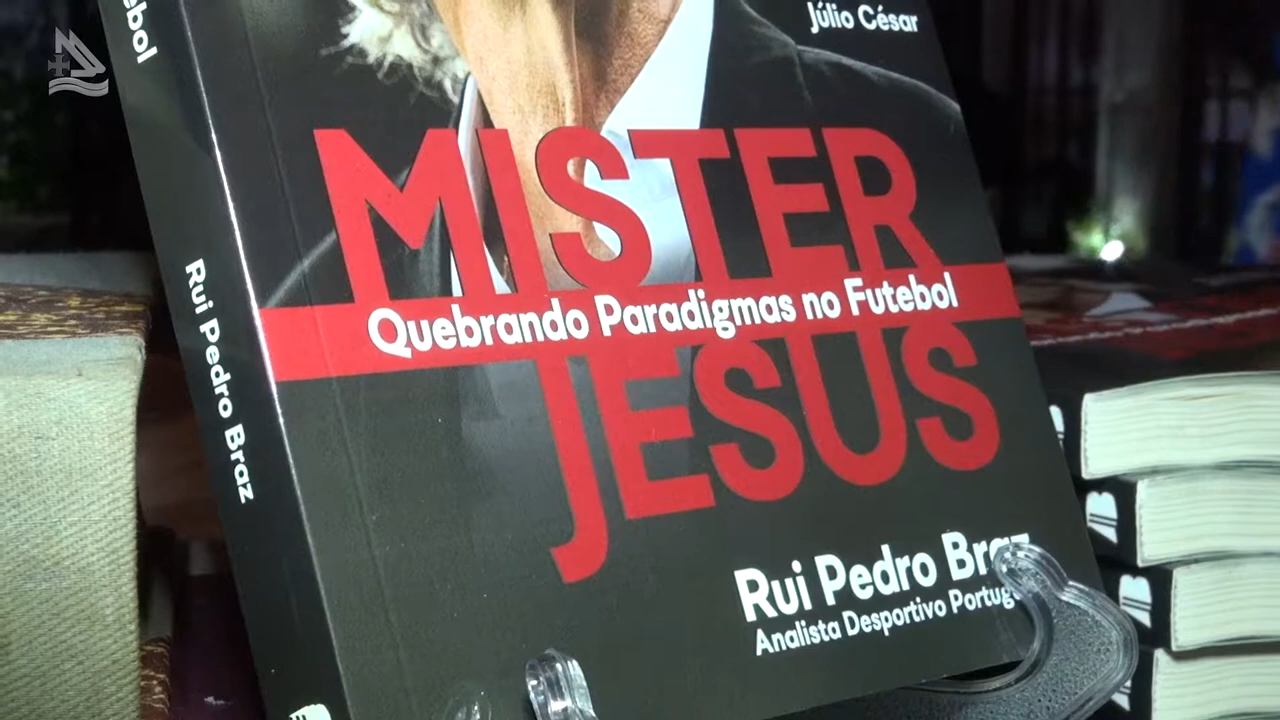 Júlio César
MISTER
Quebrando Paradigmas no Futebol
JESUS
Rui Pedro Braz
Analista Desportivo
Rui Pedro Braz